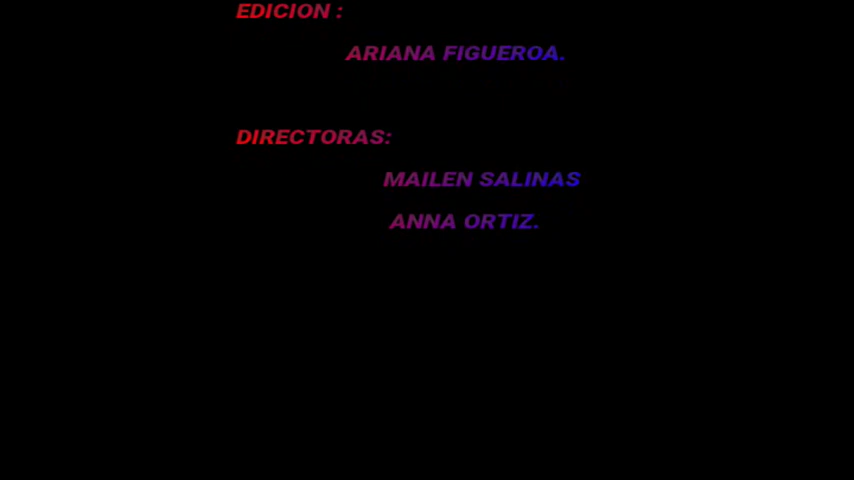 EDICION :
ARIANA FIGUEROA.
DIRECTORAS:
MAILEN SALINAS
ANNA ORTIZ.